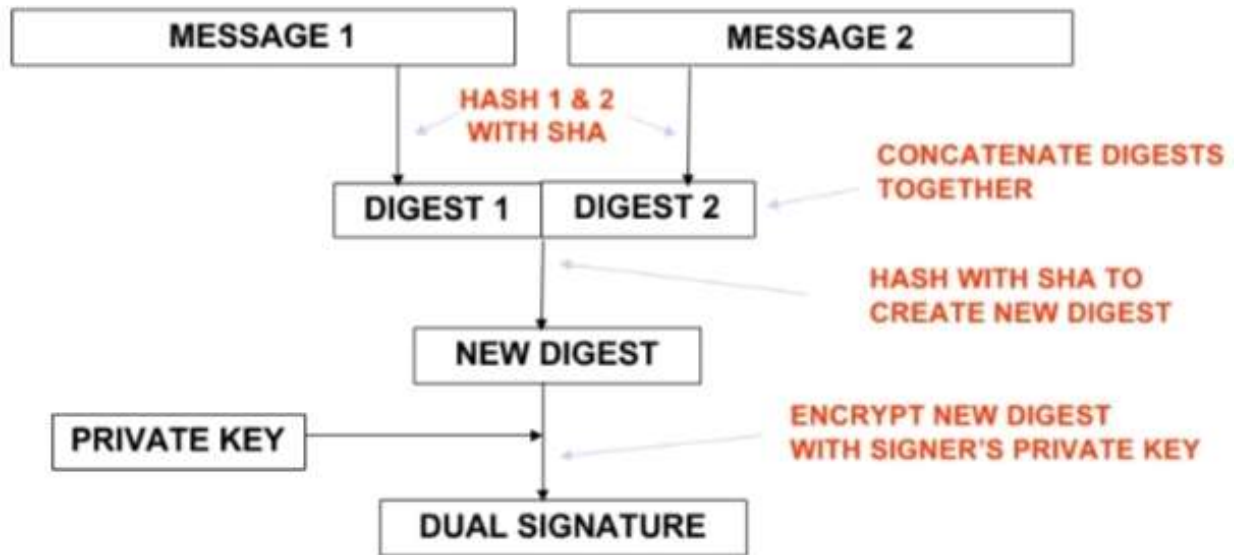 MESSAGE 1
MESSAGE 2
HASH 1 & 2
WITH SHA
CONCATENATE DIGESTS
TOGETHER
DIGEST 1
DIGEST 2
HASH WITH SHA TO
CREATE NEW DIGEST
NEW DIGEST
ENCRYPT NEW DIGEST
WITH SIGNER'S PRIVATE KEY
PRIVATE KEY
DUAL SIGNATURE